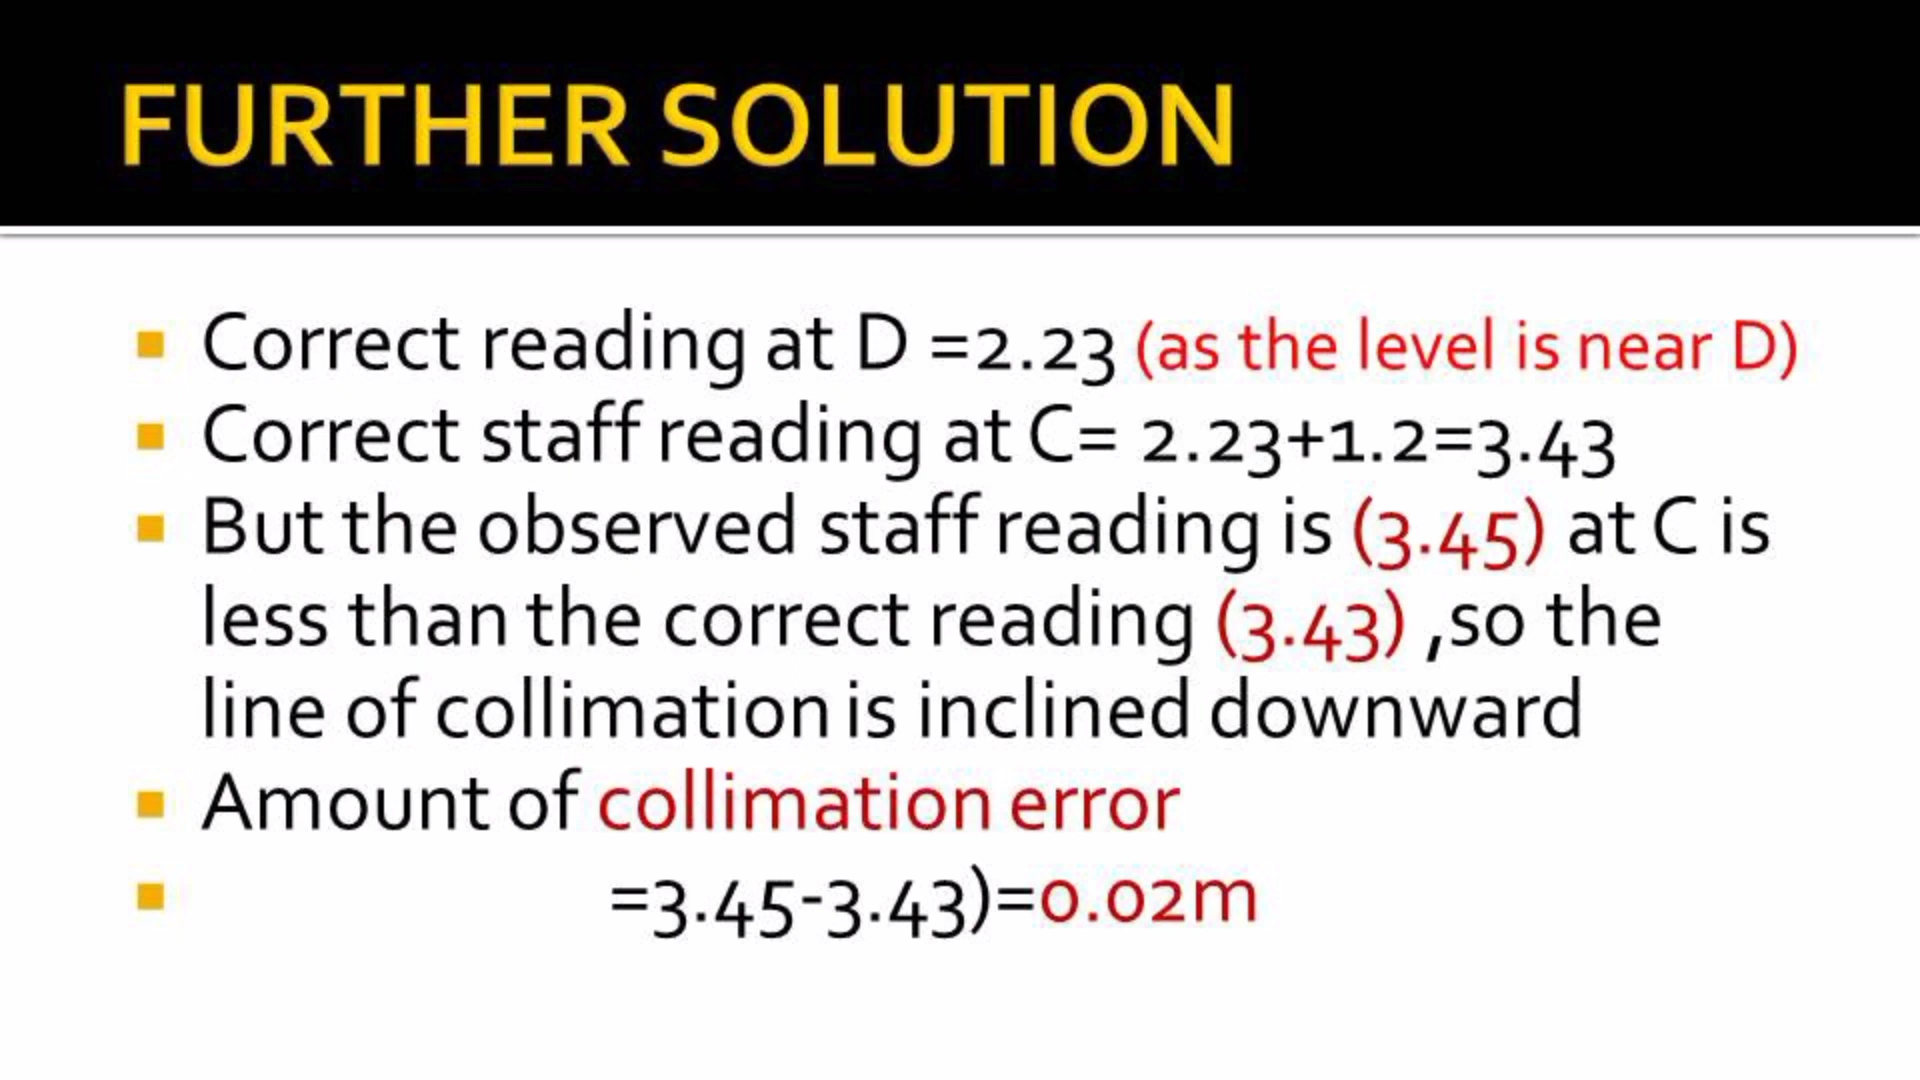 FURTHER SOLUTION
Correct reading at D =2.23 (as the level is near D)
Correct staff reading at C= 2.23+1.2=3.43
But the observed staff reading is (3.45) at C is
less than the correct reading (3.43) ,so the
line of collimation is inclined downward
Amount of collimation error
=3.45-3.43)=0.02m